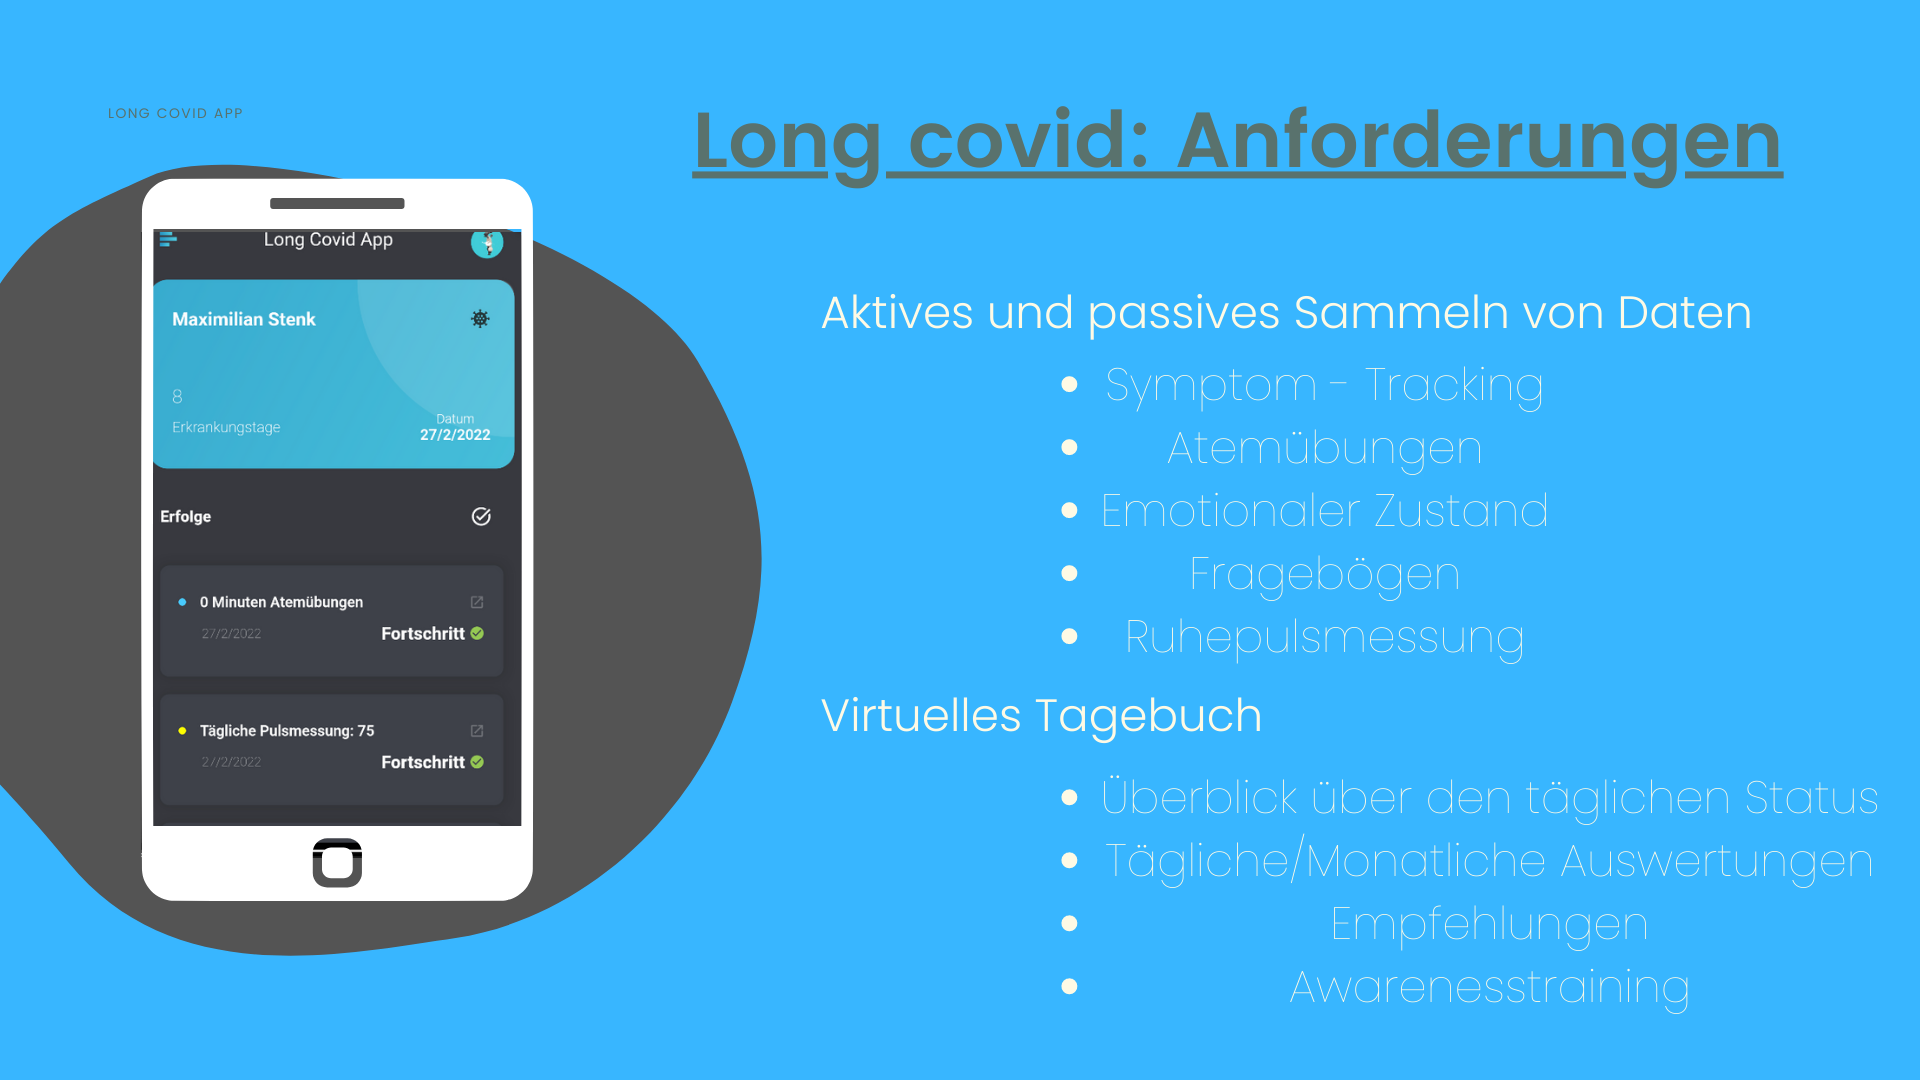 LONG COVID APP
Long covid: Anforderungen
Long Covid App
Maximilian Stenk
8
Erkrankungstage
Datum
27/2/2022
Erfolge
0 Minuten Atemübungen
27/2/2022
Fortschritt
Tägliche Pulsmessung: 75
27/2/2022
Fortschritt
Aktives und passives Sammeln von Daten
• Symptom - Tracking
• Atemübungen
• Emotionaler Zustand
• Fragebögen
• Ruhepulsmessung
Virtuelles Tagebuch
• Überblick über den täglichen Status
• Tägliche/Monatliche Auswertungen
• Empfehlungen
• Awarenesstraining